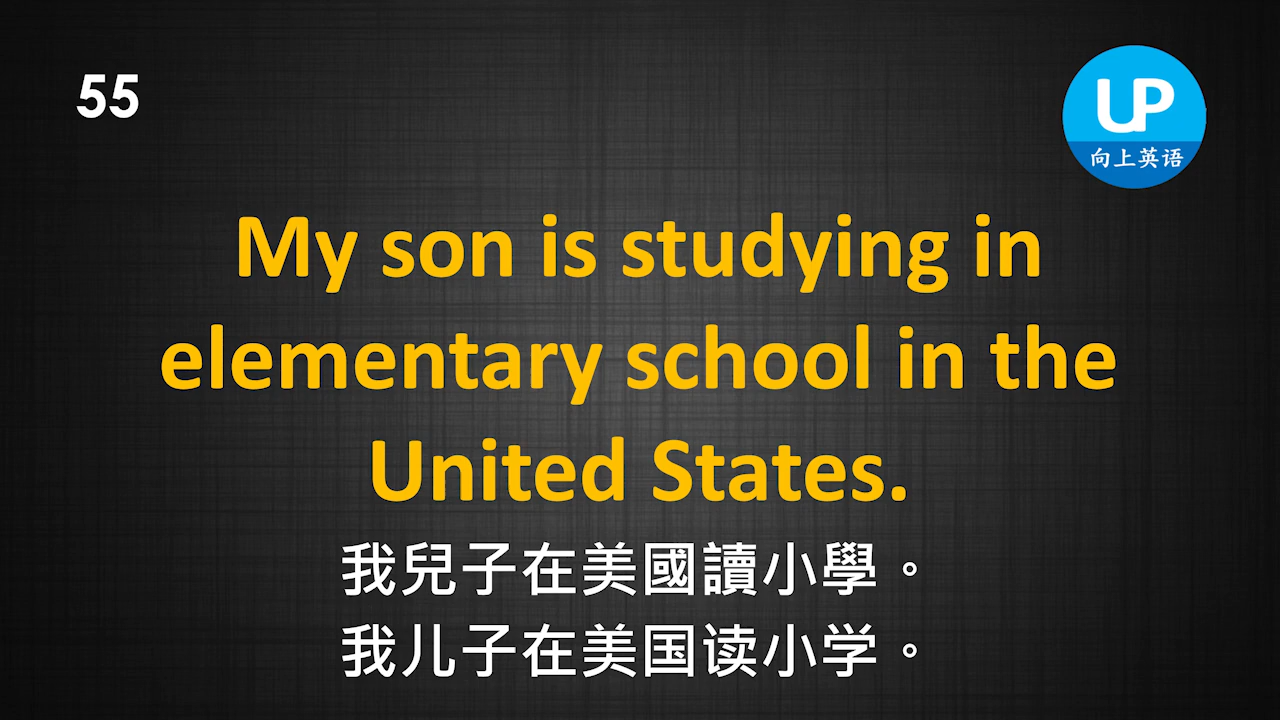 55
UP
向上英语
My son is studying in
elementary school in the
United States.
我兒子在美國讀小學。
我儿子在美国读小学。